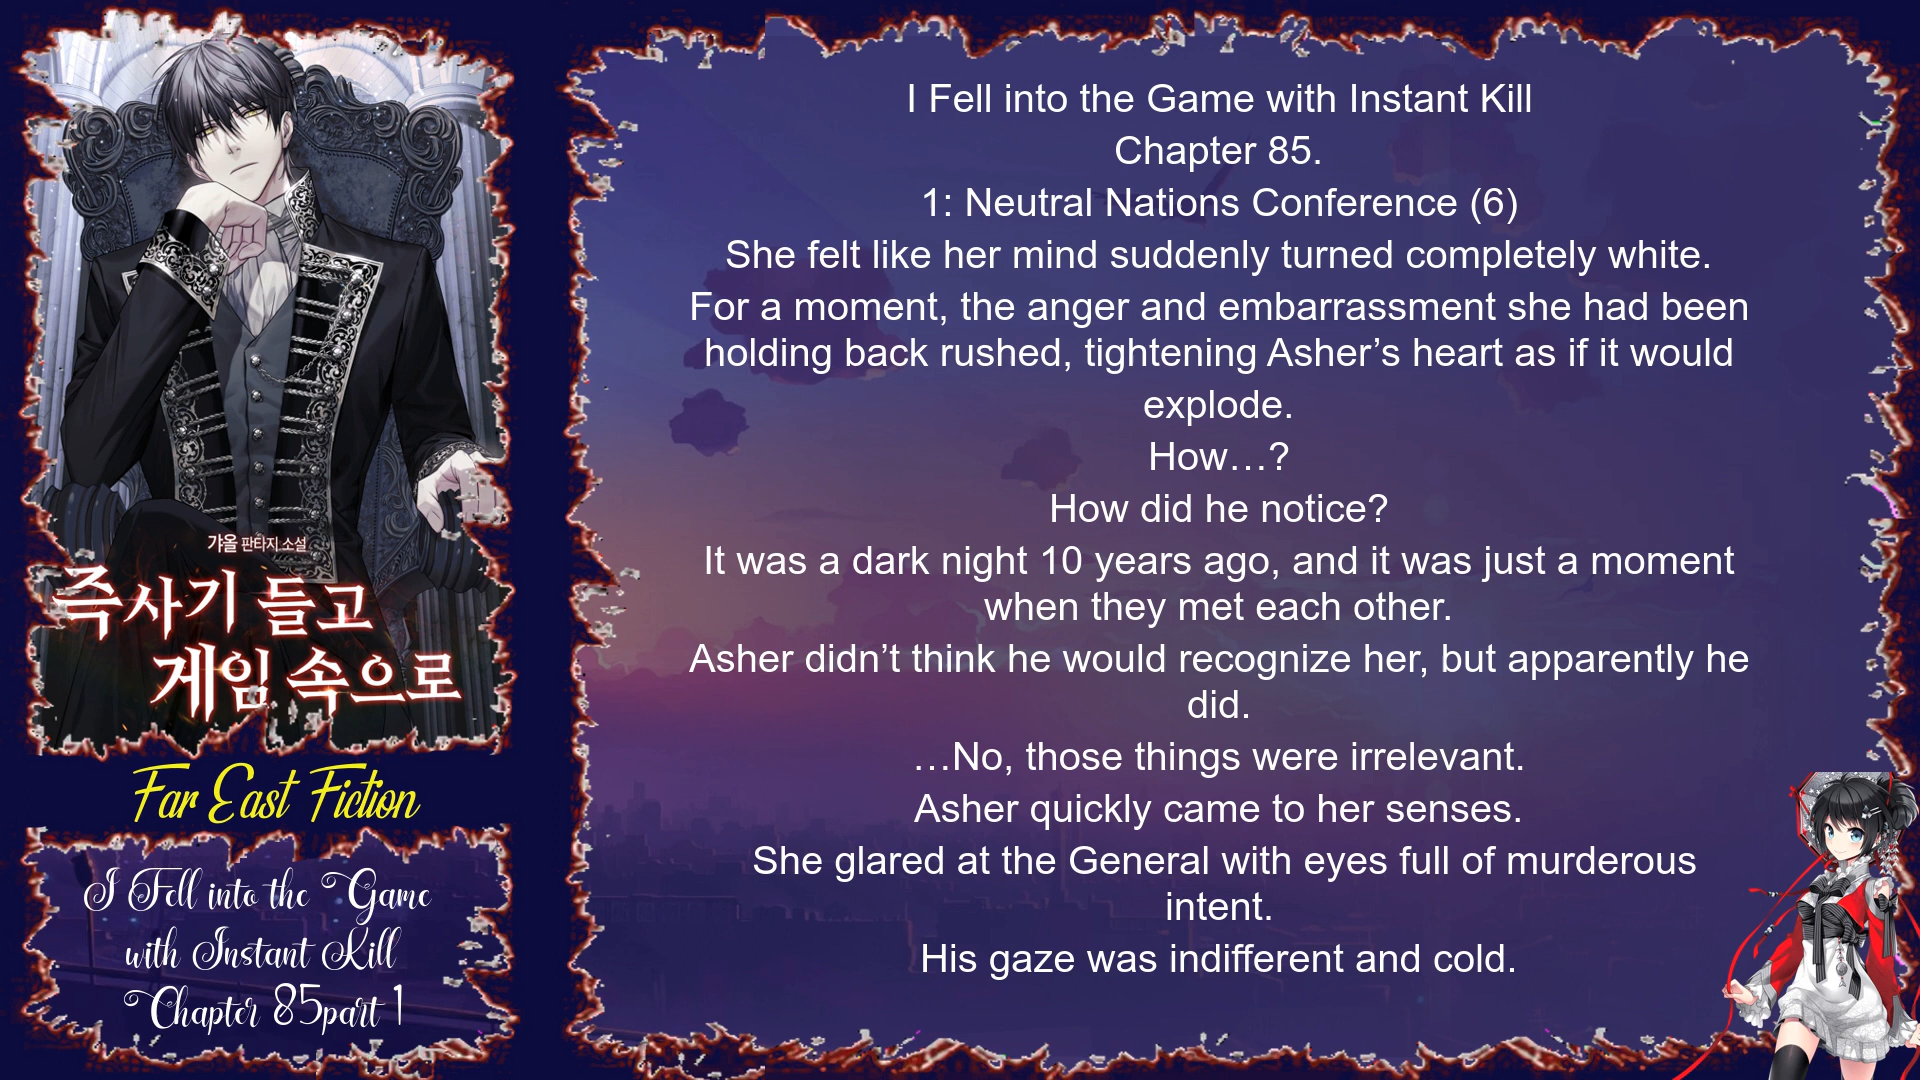 갸올 판타지 소설
즉사기 들고
게임 속으로
Far East Fiction
I Fell into the Game
with Instant Kill
Chapter 85part 1
I Fell into the Game with Instant Kill
Chapter 85.
1: Neutral Nations Conference (6)
She felt like her mind suddenly turned completely white.
For a moment, the anger and embarrassment she had been
holding back rushed, tightening Asher’s heart as if it would
explode.
How…?
How did he notice?
It was a dark night 10 years ago, and it was just a moment
when they met each other.
Asher didn’t think he would recognize her, but apparently he
did.
…No, those things were irrelevant.
Asher quickly came to her senses.
She glared at the General with eyes full of murderous
intent.
His gaze was indifferent and cold.